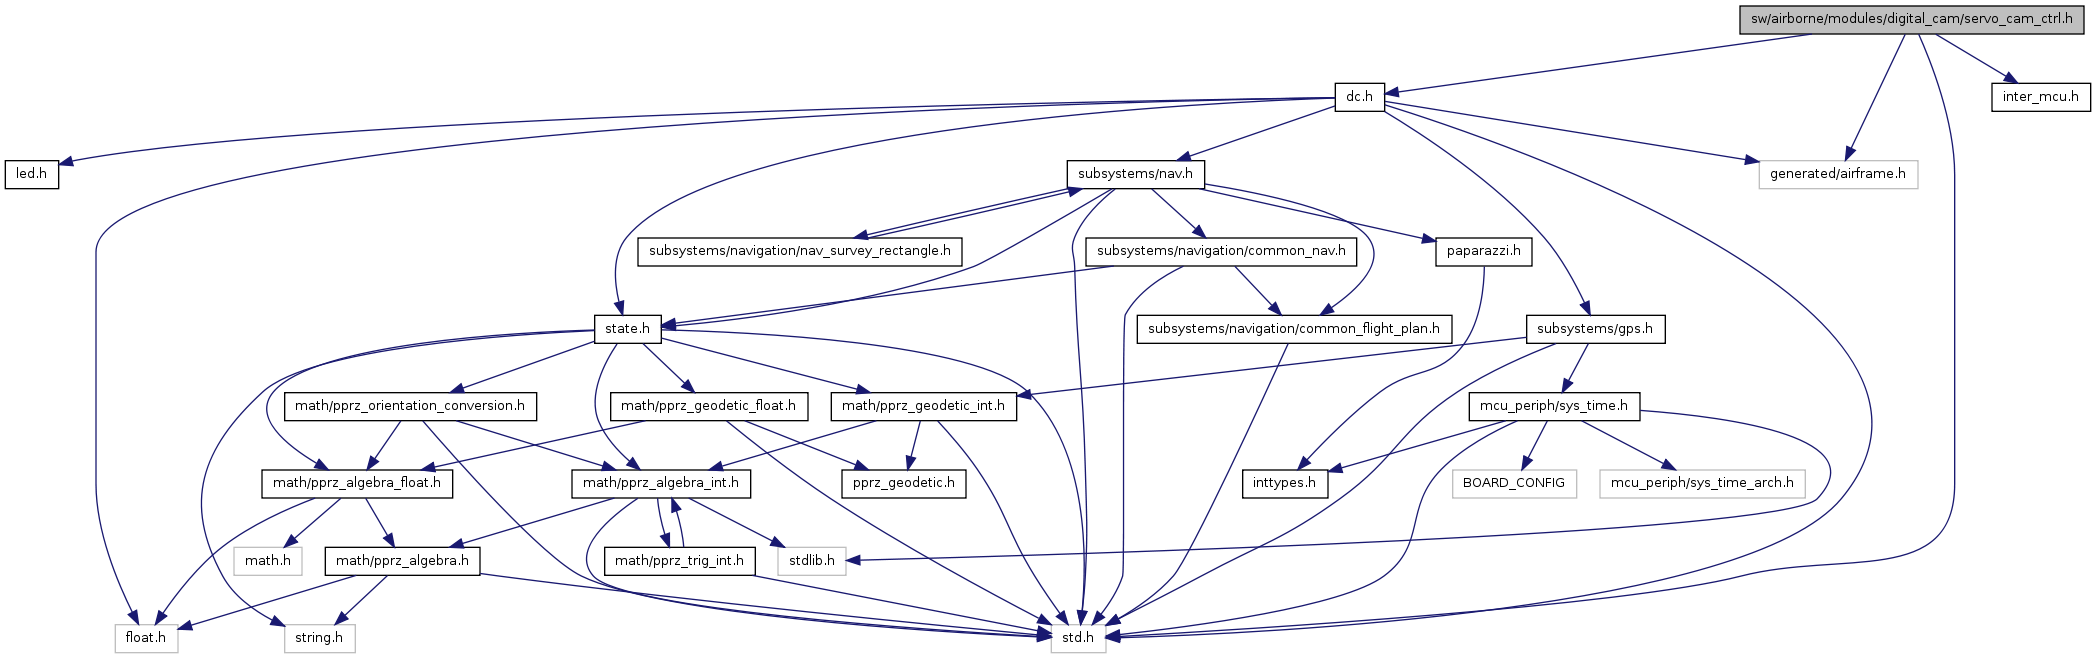 sw/airborne/modules/digital_cam/servo_cam_ctrl.h
dc.h
inter_mcu.h
led.h
subsystems/nav.h
generated/airframe.h
subsystems/navigation/nav_survey_rectangle.h
subsystems/navigation/common_nav.h
paparazzi.h
state.h
subsystems/navigation/common_flight_plan.h
subsystems/gps.h
math/pprz_orientation_conversion.h
math/pprz_geodetic_float.h
math/pprz_geodetic_int.h
mcu_periph/sys_time.h
math/pprz_algebra_float.h
math/pprz_algebra_int.h
pprz_geodetic.h
inttypes.h
BOARD_CONFIG
mcu_periph/sys_time_arch.h
math.h
math/pprz_algebra.h
math/pprz_trig_int.h
stdlib.h
float.h
string.h
std.h